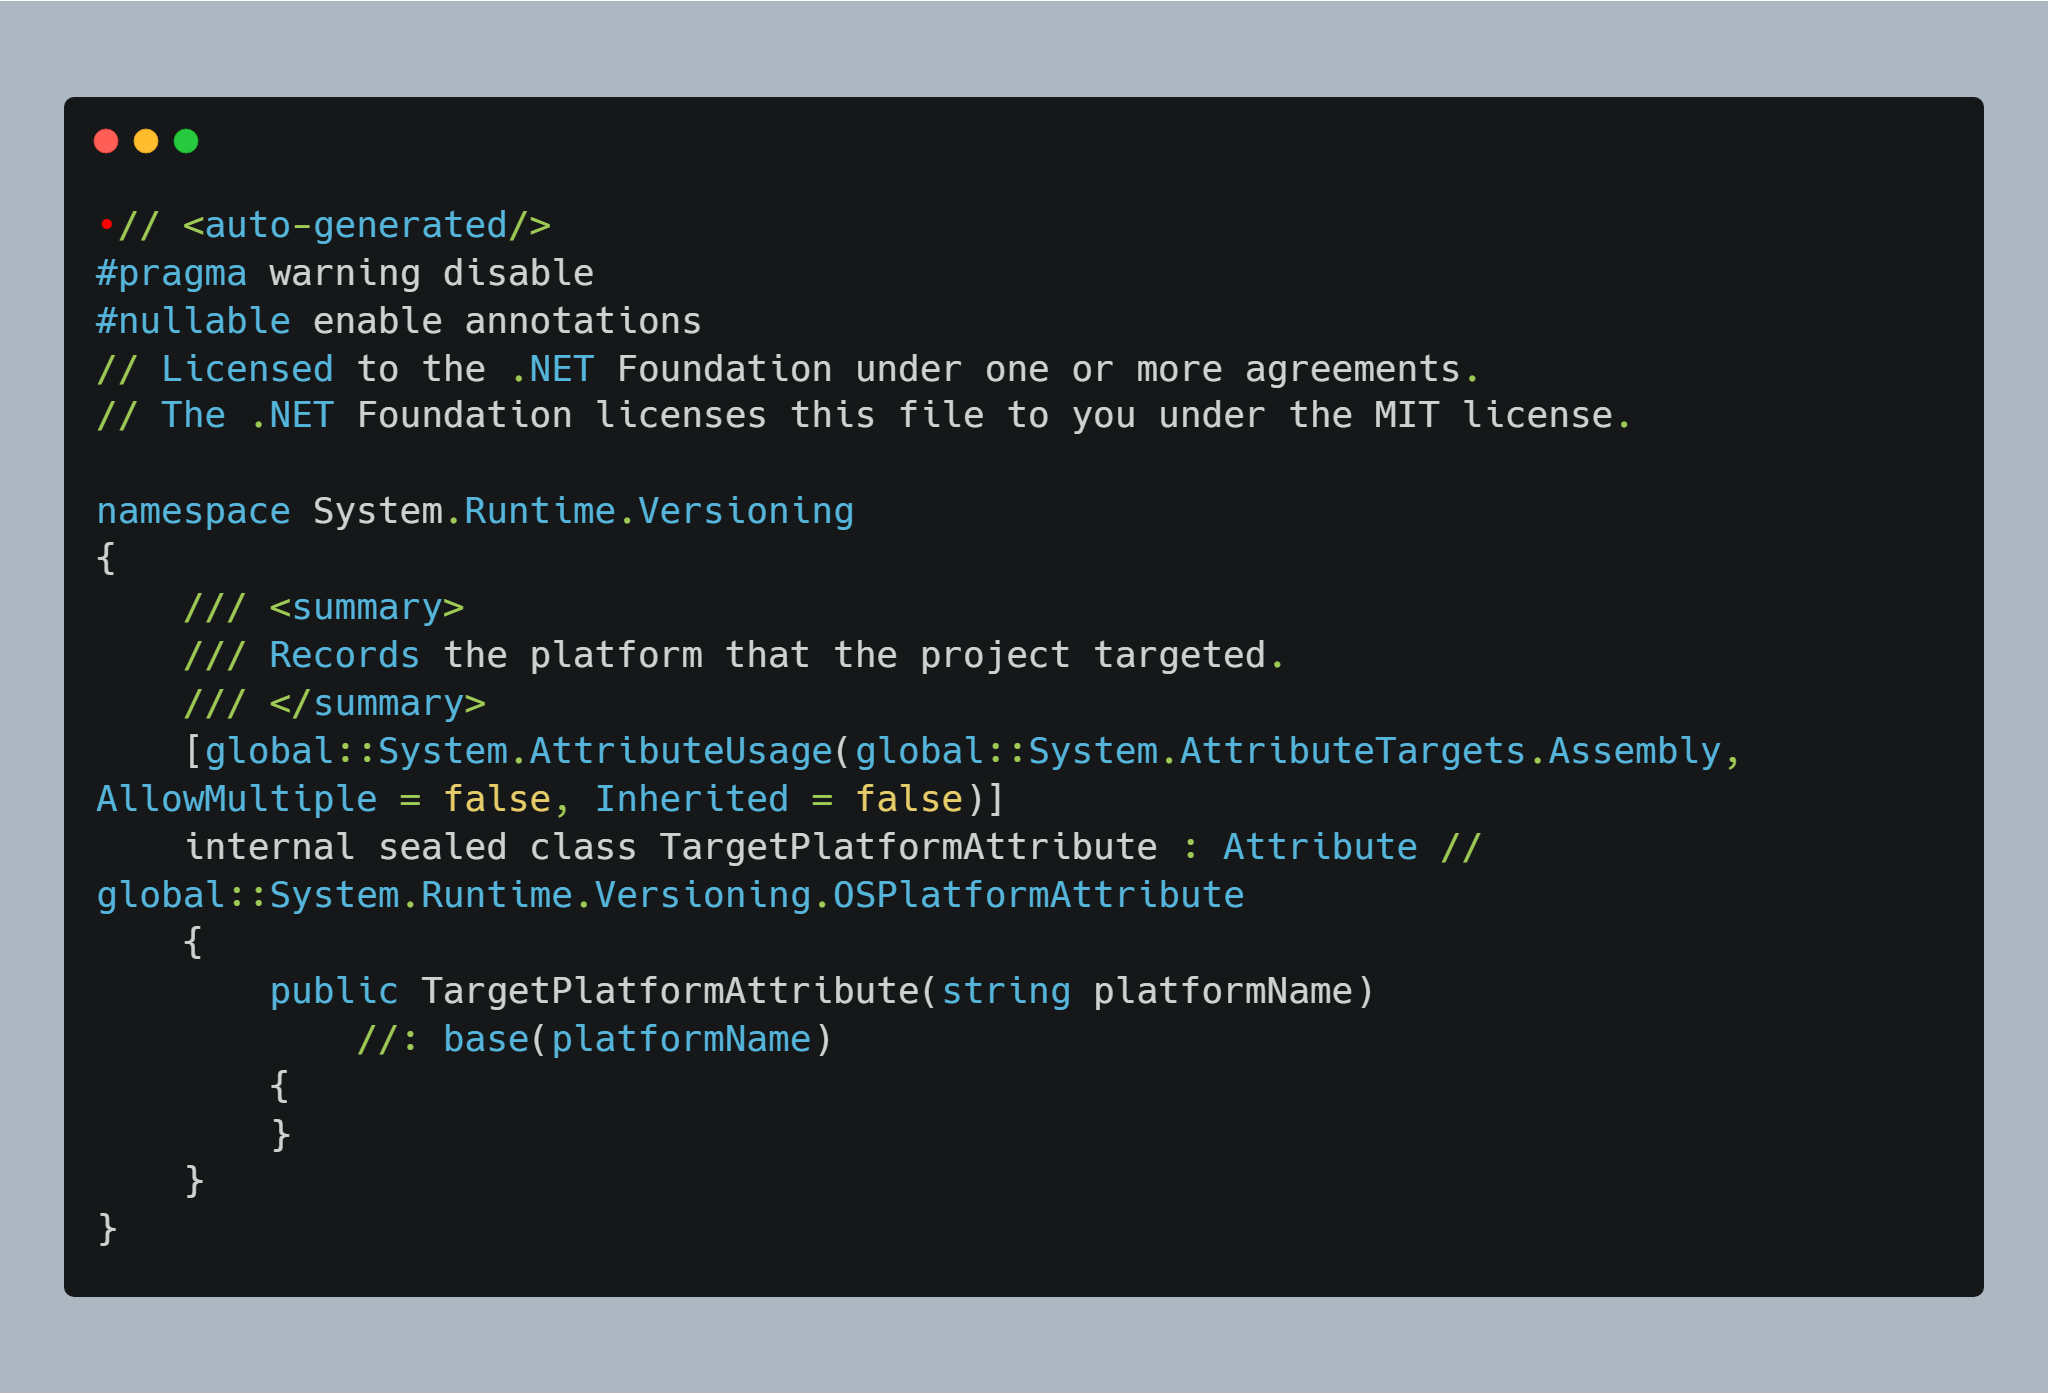 •// <auto-generated/>
#pragma warning disable
#nullable enable annotations
// Licensed to the .NET Foundation under one or more agreements.
// The .NET Foundation licenses this file to you under the MIT license.

namespace System.Runtime.Versioning
{
    /// <summary>
    /// Records the platform that the project targeted.
    /// </summary>
    [global::System.AttributeUsage(global::System.AttributeTargets.Assembly,
AllowMultiple = false, Inherited = false)]
    internal sealed class TargetPlatformAttribute : Attribute //
global::System.Runtime.Versioning.OSPlatformAttribute
    {
        public TargetPlatformAttribute(string platformName)
            //: base(platformName)
        {
        }
    }
}